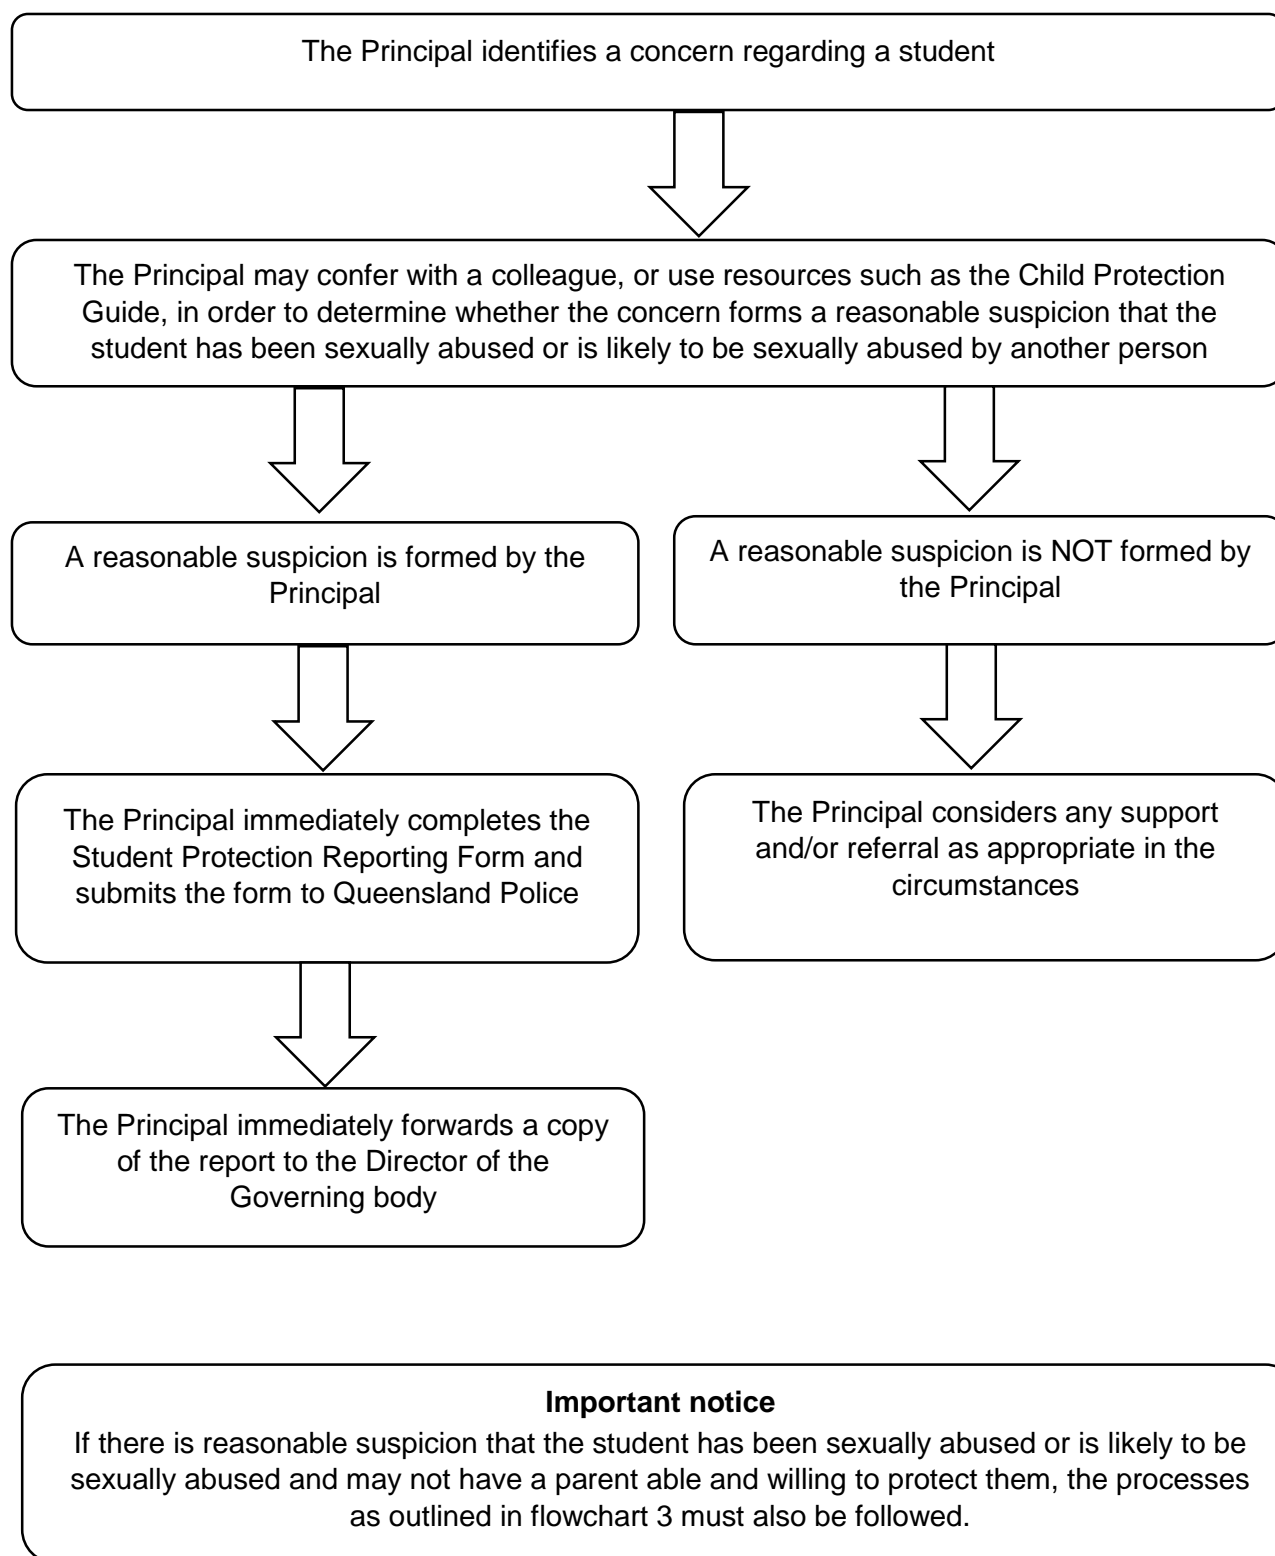 The Principal identifies a concern regarding a student
The Principal may confer with a colleague, or use resources such as the Child Protection
Guide, in order to determine whether the concern forms a reasonable suspicion that the
student has been sexually abused or is likely to be sexually abused by another person
A reasonable suspicion is formed by the
Principal
A reasonable suspicion is NOT formed by
the Principal
The Principal immediately completes the
Student Protection Reporting Form and
submits the form to Queensland Police
The Principal considers any support
and/or referral as appropriate in the
circumstances
The Principal immediately forwards a copy
of the report to the Director of the
Governing body
Important notice
If there is reasonable suspicion that the student has been sexually abused or is likely to be
sexually abused and may not have a parent able and willing to protect them, the processes
as outlined in flowchart 3 must also be followed.